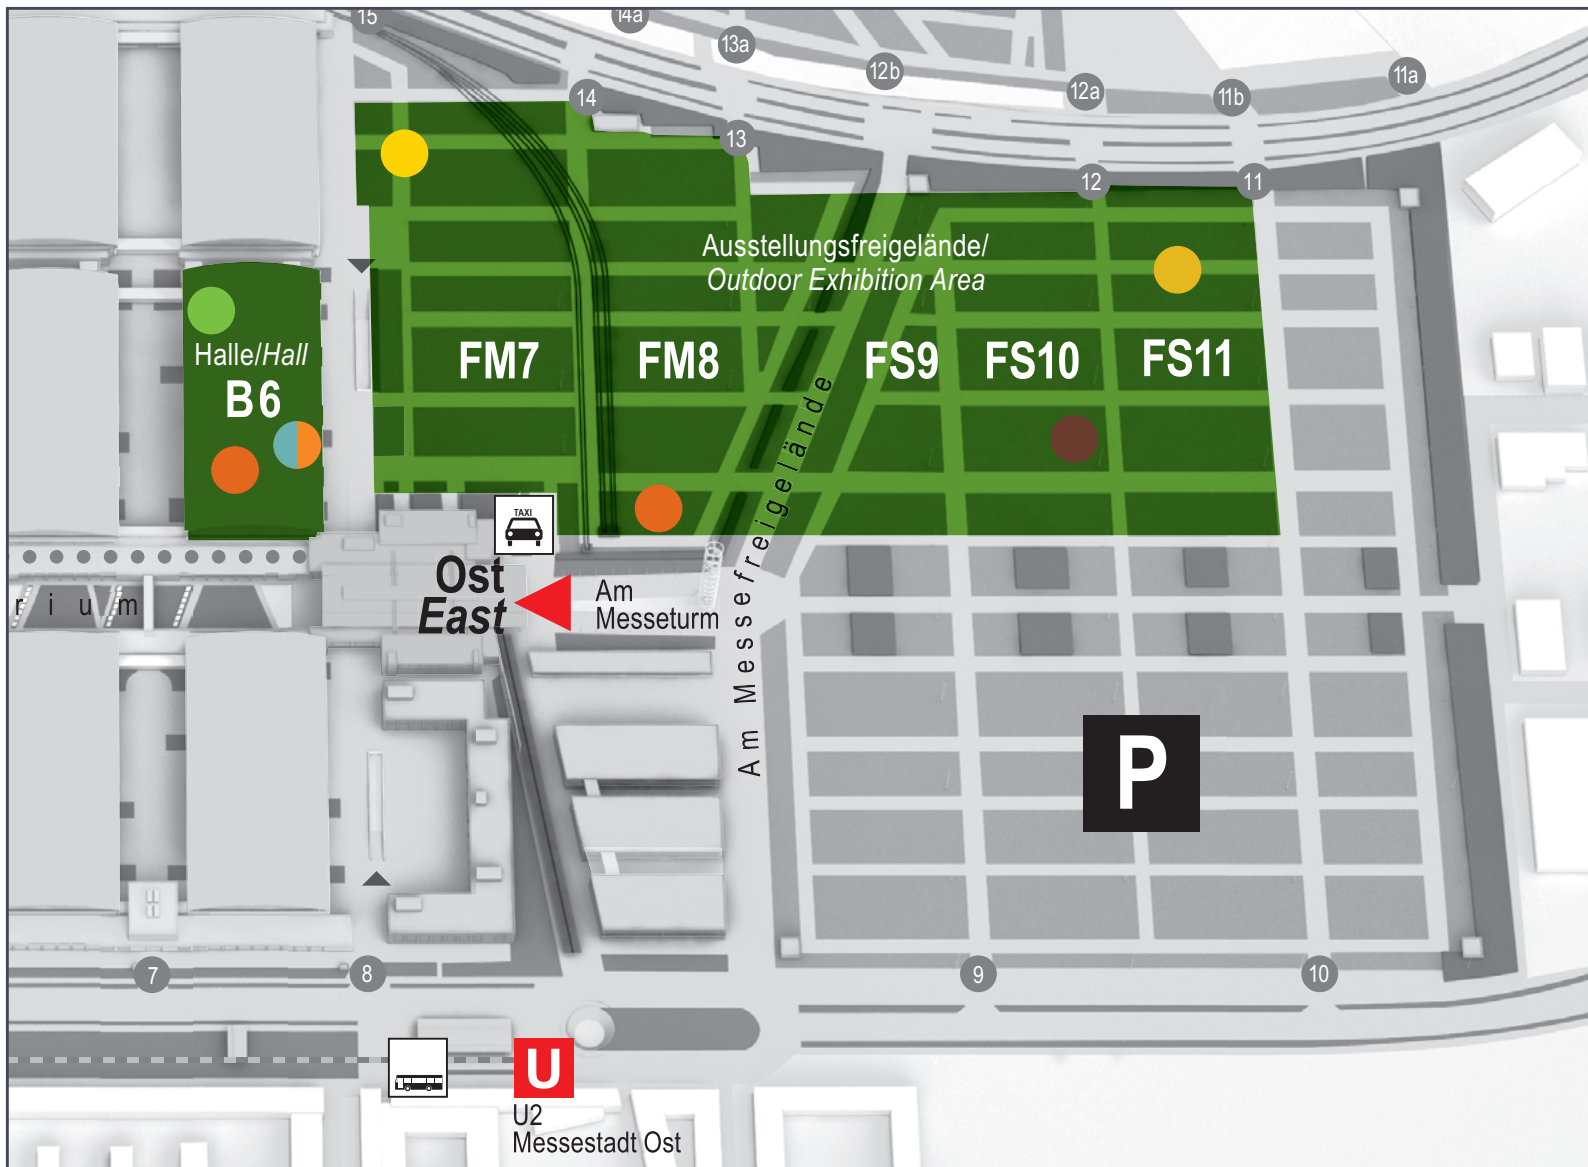 15
14a
13a
12b
12a
11b
11a
14
13
12
11
Ausstellungsfreigelände/
Outdoor Exhibition Area
Halle/Hall
B6
FM7
FM8
FS9
FS10
FS11
TAXI
Ost
East
Am
Messeturm
Am Messefreigelände
rium
P
7
8
9
10
U
U2
Messestadt Ost